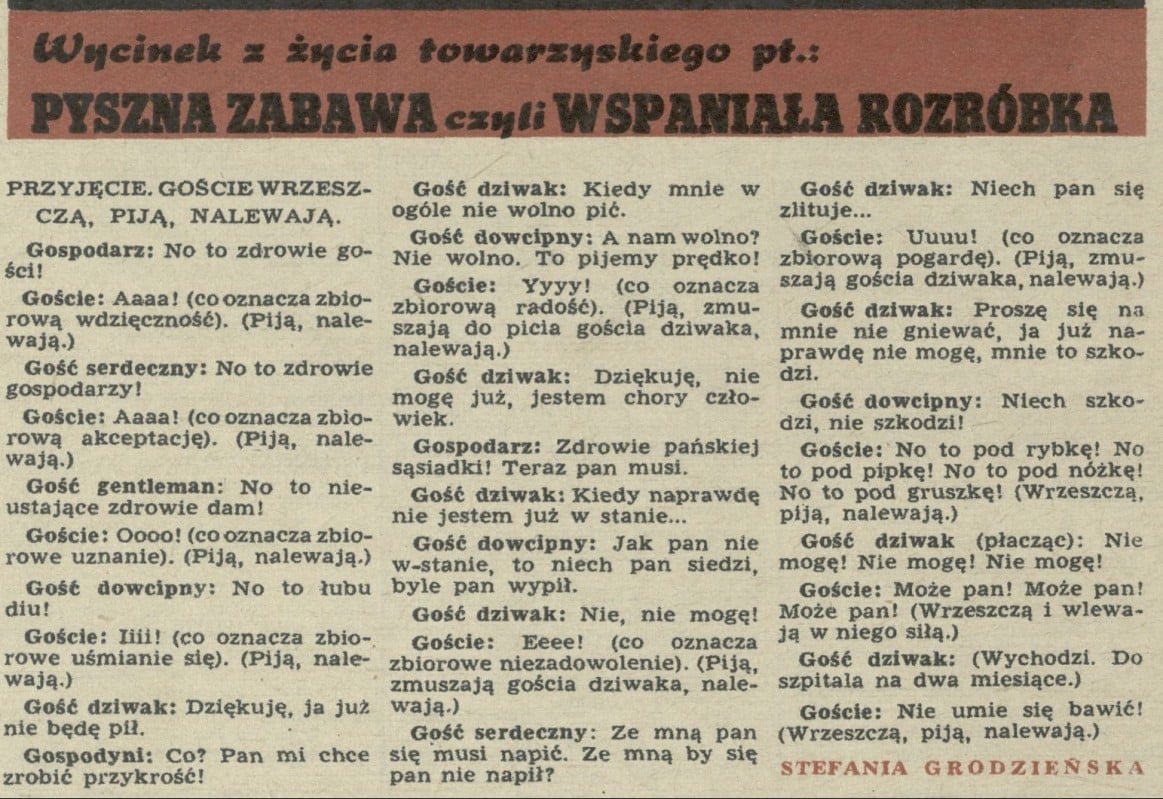 Wycinek z życia towarzyskiego pt.:
PYSZNA ZABAWA czyli WSPANIAŁA ROZRÓBKA
PRZYJĘCIE. GOŚCIE WRZESZ-
CZĄ, PIJĄ, NALEWAJĄ.
Gospodarz: No to zdrowie go-
ści!
Goście: Aaaa! (co oznacza zbio-
rową wdzięczność). (Piją, nale-
wają.)
Gość serdeczny: No to zdrowie
gospodarzy!
Goście: Aaaa! (co oznacza zbio-
rową akceptację). (Piją, nale-
wają.)
Gość gentleman: No to nie-
ustające zdrowie dam!
Goście: Oooo! (co oznacza zbio-
rowe uznanie). (Piją, nalewają.)
Gość dowcipny: No to łubu
diu!
Goście: Iiii! (co oznacza zbio-
rowe uśmianie się). (Piją, nale-
wają.)
Gość dziwak: Dziękuję, ja już
nie będę pił.
Gospodyni: Co? Pan mi chce
zrobić przykrość!
Gość dziwak: Kiedy mnie w
ogóle nie wolno pić.
Gość dowcipny: A nam wolno?
Nie wolno. To pijemy prędko!
Goście: Yyyy! (co oznacza
zbiorową radość). (Piją, zmu-
szają do picia gościa dziwaka,
nalewają.)
Gość dziwak: Dziękuję, nie
mogę już, jestem chory czło-
wiek.
Gospodarz: Zdrowie pańskiej
sąsiadki! Teraz pan musi.
Gość dziwak: Kiedy naprawdę
nie jestem już w stanie...
Gość dowcipny: Jak pan nie
w-stanie, to niech pan siedzi,
byle pan wypił.
Gość dziwak: Nie, nie mogę!
Goście: Eeee! (co oznacza
zbiorowe niezadowolenie). (Piją,
zmuszają gościa dziwaka, nale-
wają.)
Gość serdeczny: Ze mną pan
się musi napić. Ze mną by się
pan nie napił?
Gość dziwak: Niech pan się
zlituje...
Goście: Uuuu! (co oznacza
zbiorową pogardę). (Piją, zmu-
szają gościa dziwaka, nalewają.)
Gość dziwak: Proszę się na
mnie nie gniewać, ja już na-
prawdę nie mogę, mnie to szko-
dzi.
Gość dowcipny: Niech szko-
dzi, nie szkodzi!
Goście: No to pod rybkę! No
to pod pipkę! No to pod nóżkę!
No to pod gruszkę! (Wrzeszczą,
piją, nalewają.)
Gość dziwak (płacząc): Nie
mogę! Nie mogę! Nie mogę!
Goście: Może pan! Może pan!
Może pan! (Wrzeszczą i wlewa-
ją w niego siłą.)
Gość dziwak: (Wychodzi. Do
szpitala na dwa miesiące.)
Goście: Nie umie się bawić!
(Wrzeszczą, piją, nalewają.)
STEFANIA GRODZIEŃSKA